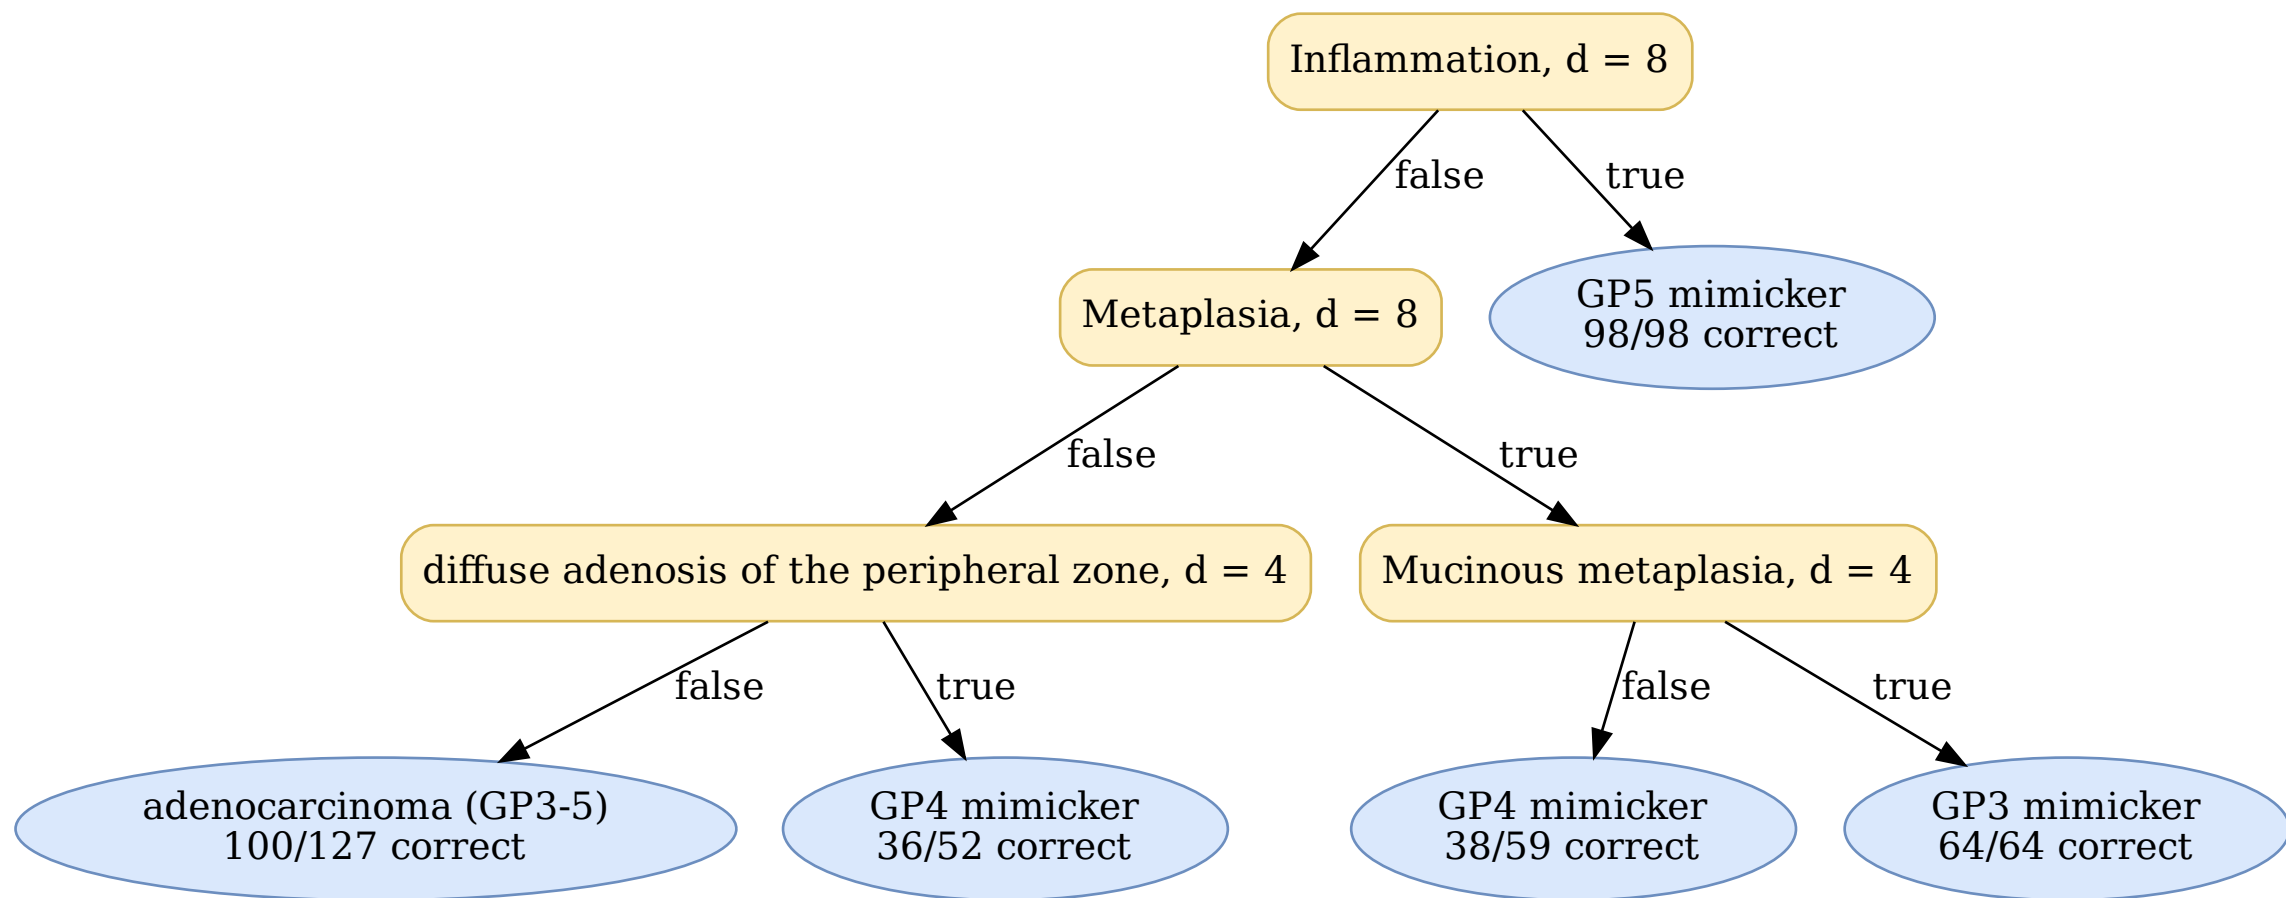 Inflammation, d = 8
false
true
Metaplasia, d = 8
GP5 mimicker
98/98 correct
false
true
diffuse adenosis of the peripheral zone, d = 4
Mucinous metaplasia, d = 4
false
true
false
true
adenocarcinoma (GP3-5)
100/127 correct
GP4 mimicker
36/52 correct
GP4 mimicker
38/59 correct
GP3 mimicker
64/64 correct